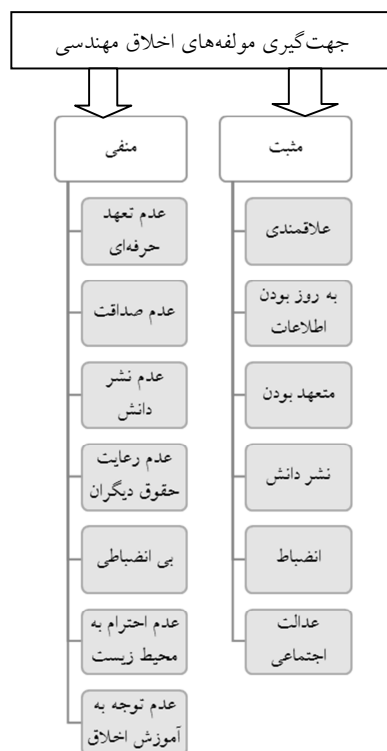 جهت‌گیری مولفه‌های اخلاق مهندسی
مثبت
علاقمندی
به روز بودن
اطلاعات
متعهد بودن
نشر دانش
انضباط
عدالت
اجتماعی
منفی
عدم تعهد
حرفه‌ای
عدم صداقت
عدم نشر
دانش
عدم رعایت
حقوق دیگران
بی انضباطی
عدم احترام به
محیط زیست
عدم توجه به
آموزش اخلاق